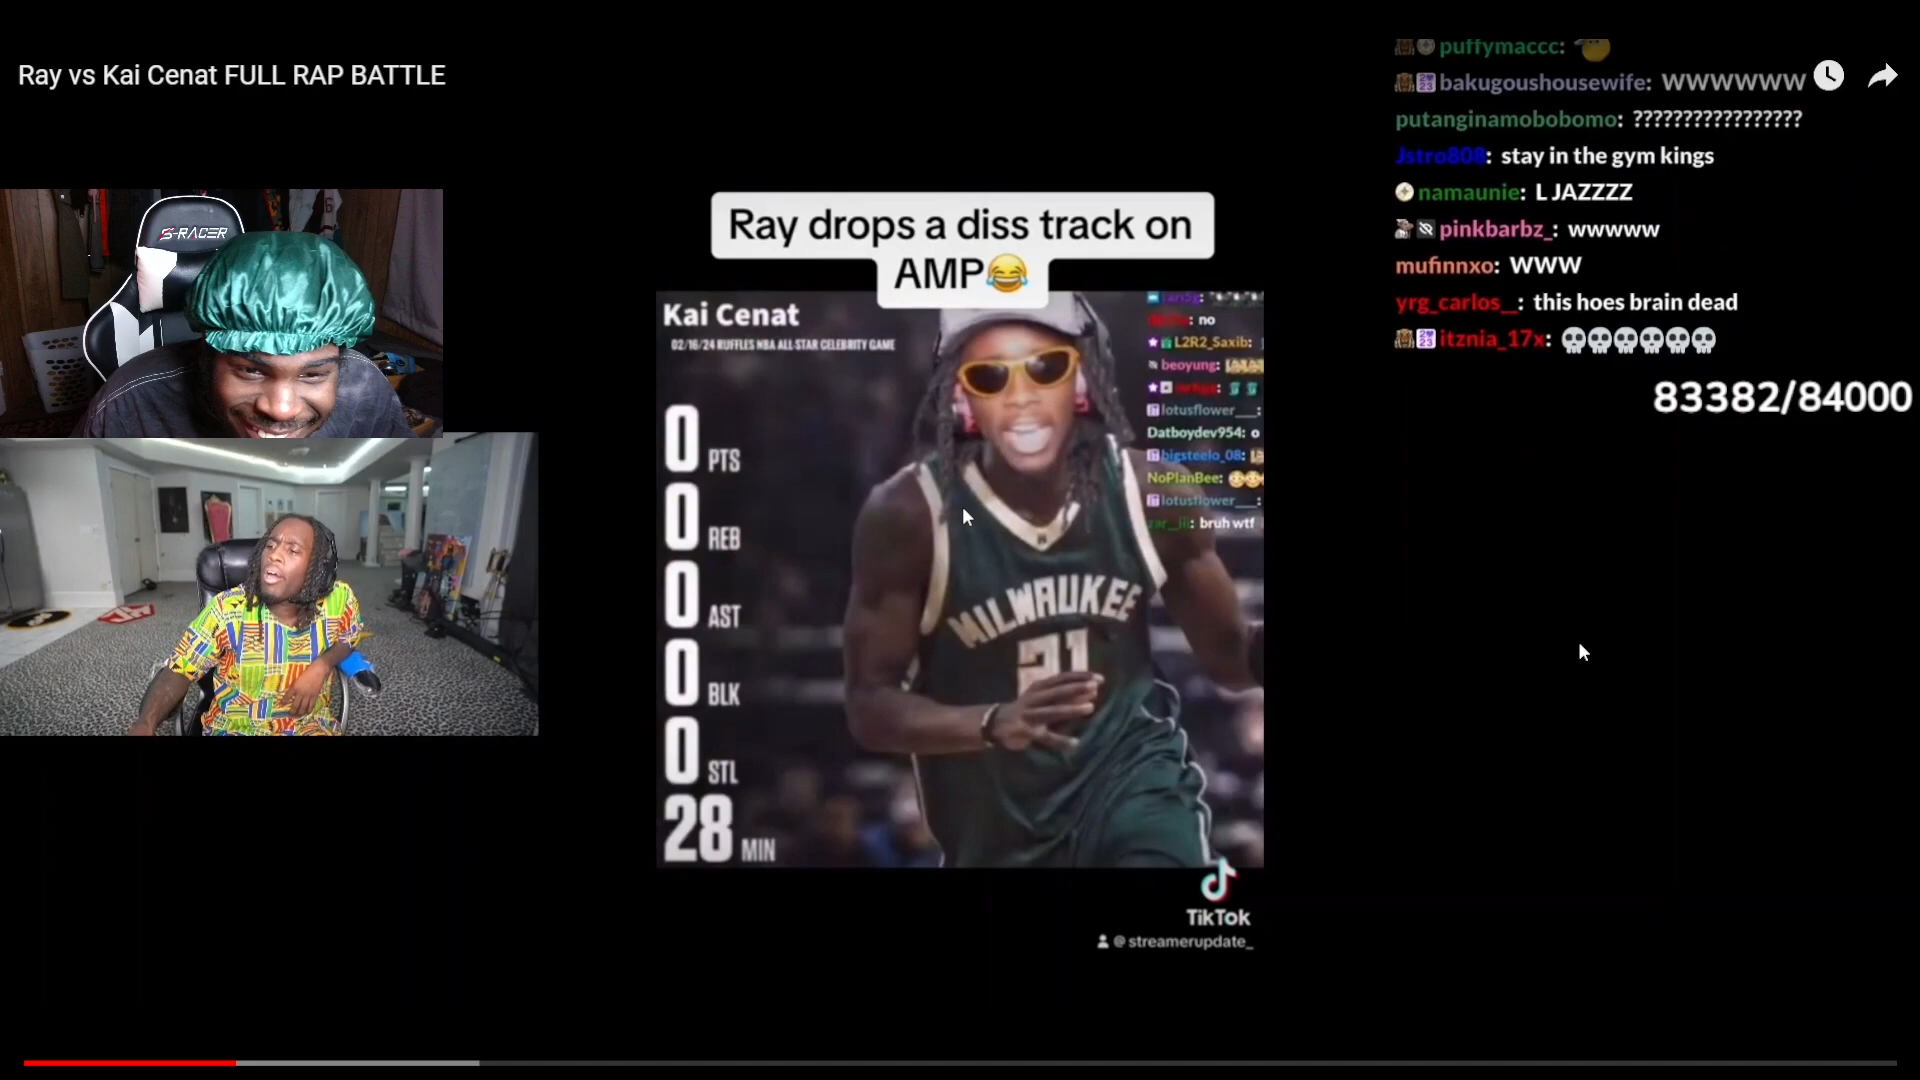 Ray vs Kai Cenat FULL RAP BATTLE
puffymaccc:
bakugoushousewife: WWWWWW
putanginamobobomo: ?????????????????
Jstro808: stay in the gym kings
namaunie: L JAZZZZ
pinkbarbz_: wwwww
mufinnxo: WWW
yrg_carlos__: this hoes brain dead
itznia_17x: 💀💀💀💀💀💀
83382/84000
S-RACER
Ray drops a diss track on
AMP😂
Kai Cenat
02/16/24 RUFFLES NBA ALL-STAR CELEBRITY GAME
0 PTS
0 REB
0 AST
0 BLK
0 STL
28 MIN
: no
L2R2_Saxib:
beoyung:
lotusflower___:
Datboydev954: o
bigsteelo_08:
NoPlanBee:
lotusflower___:
: bruh wtf
MILWAUKEE
21
TikTok
@streamerupdate_